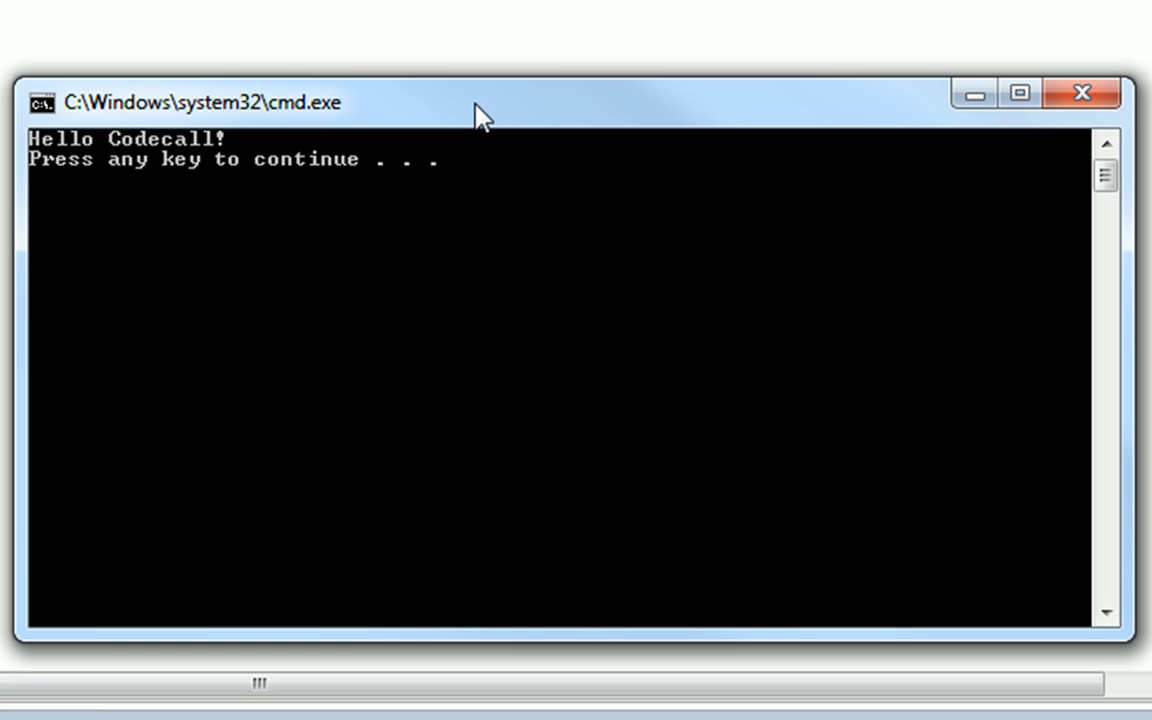 C:\Windows\system32\cmd.exe
Hello Codecall!
Press any key to continue . . .